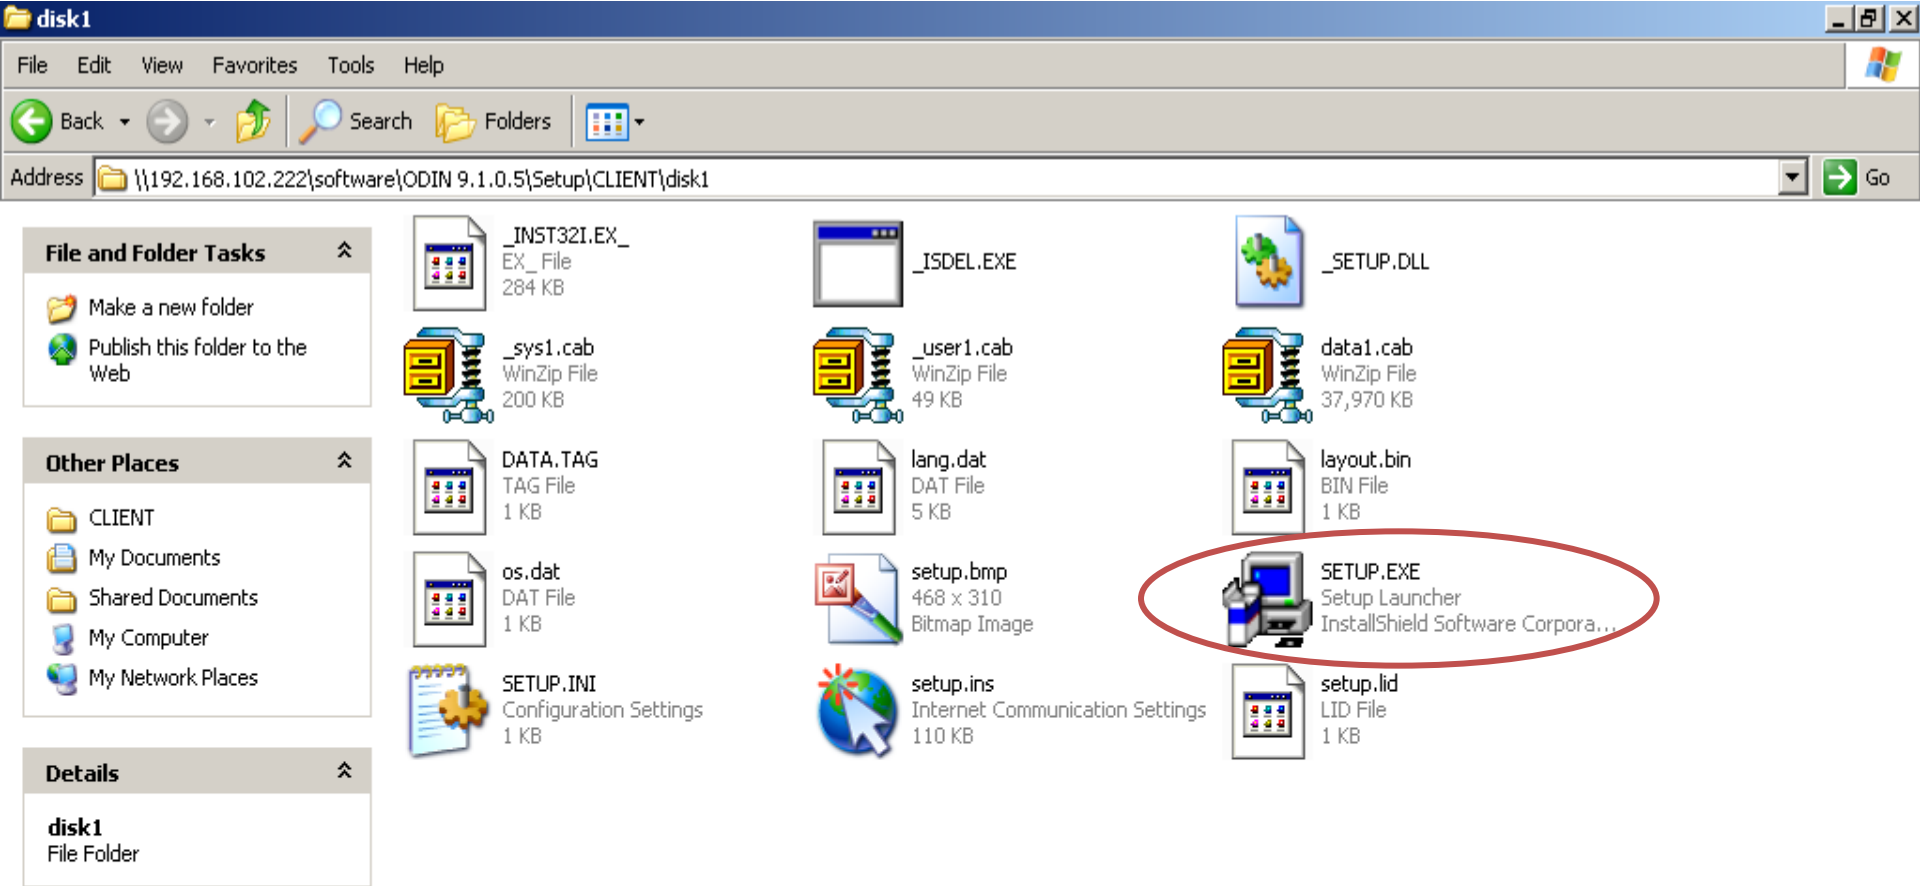 disk1
File Edit View Favorites Tools Help
Back Search Folders
Address \\192.168.102.222\software\ODIN 9.1.0.5\Setup\CLIENT\disk1 Go
File and Folder Tasks
Make a new folder
Publish this folder to the
Web
Other Places
CLIENT
My Documents
Shared Documents
My Computer
My Network Places
Details
disk1
File Folder
_INST32I.EX_
EX_ File
284 KB
_ISDEL.EXE
_SETUP.DLL
_sys1.cab
WinZip File
200 KB
_user1.cab
WinZip File
49 KB
data1.cab
WinZip File
37,970 KB
DATA.TAG
TAG File
1 KB
lang.dat
DAT File
5 KB
layout.bin
BIN File
1 KB
os.dat
DAT File
1 KB
setup.bmp
468 x 310
Bitmap Image
SETUP.EXE
Setup Launcher
InstallShield Software Corpora...
SETUP.INI
Configuration Settings
1 KB
setup.ins
Internet Communication Settings
110 KB
setup.lid
LID File
1 KB